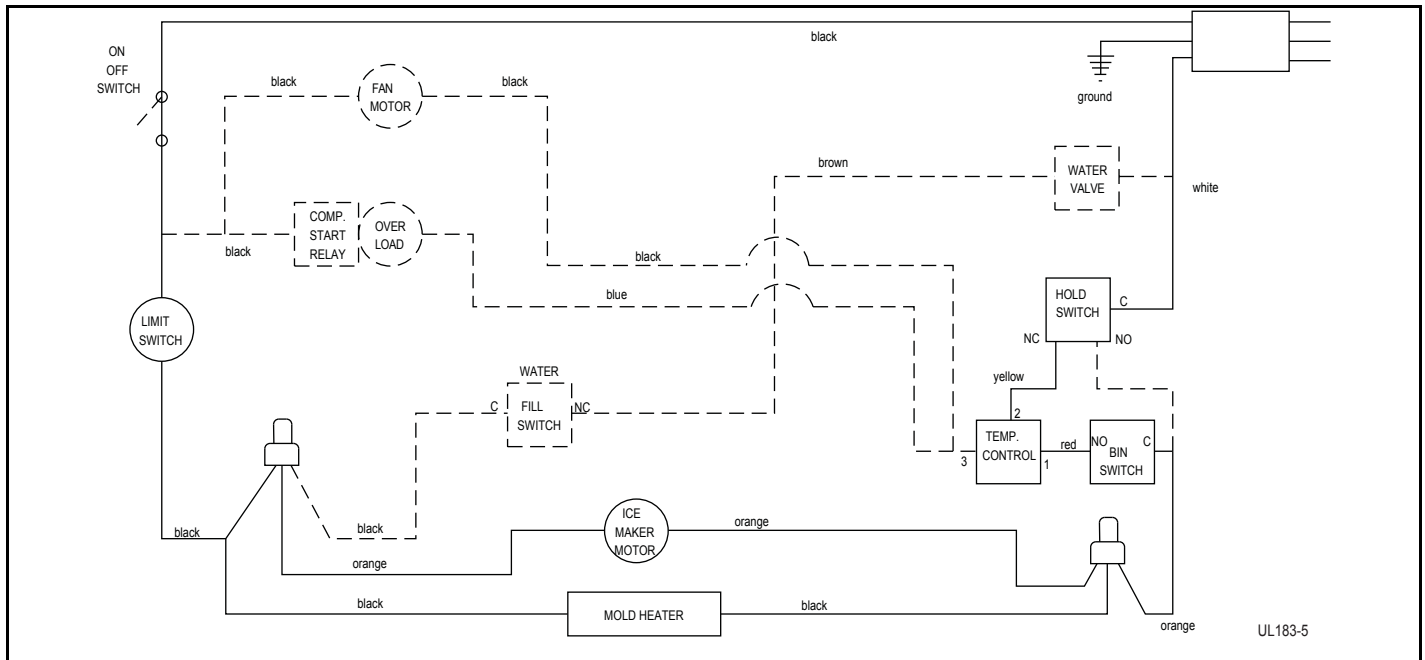 black
ON
OFF
SWITCH
ground
black
FAN
MOTOR
black
brown
WATER
VALVE
white
COMP.
START
RELAY
OVER
LOAD
black
black
blue
HOLD
SWITCH
C
NC
NO
LIMIT
SWITCH
yellow
WATER
C
FILL
SWITCH
NC
2
TEMP.
CONTROL
3
1
red
NO
C
BIN
SWITCH
black
black
orange
ICE
MAKER
MOTOR
orange
black
MOLD HEATER
black
orange
UL183-5